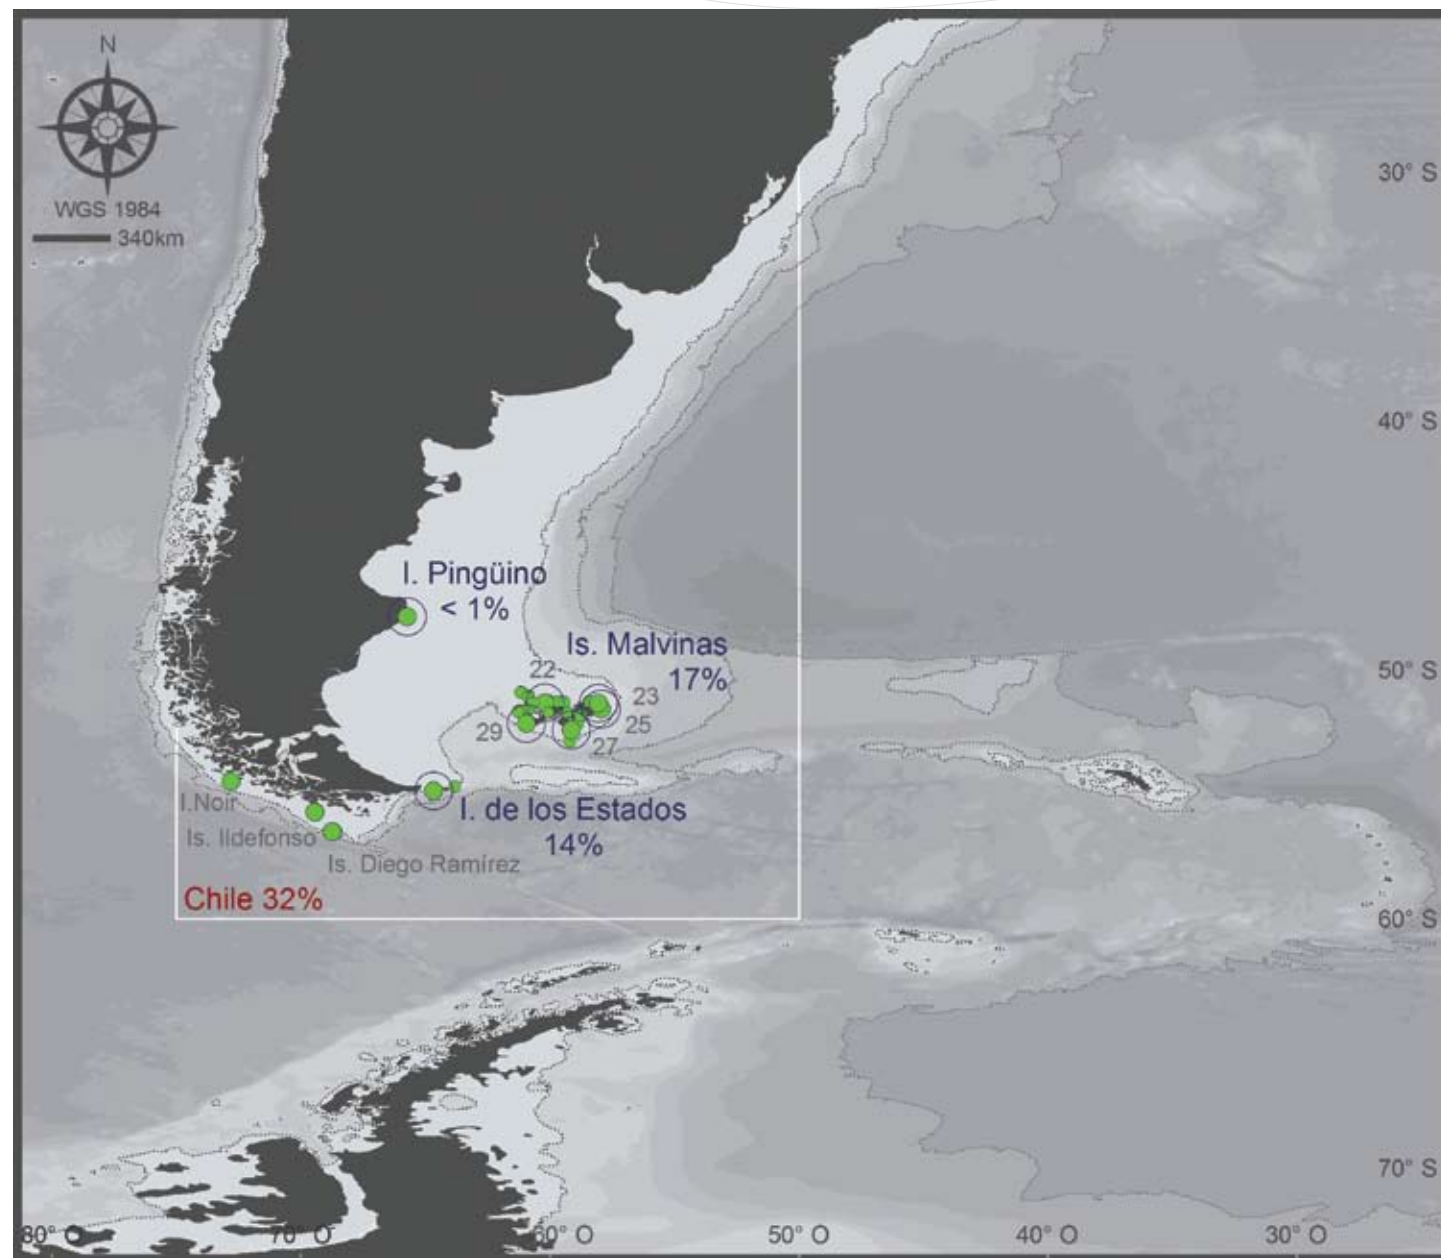 N
WGS 1984
340km
30° S
40° S
I. Pingüino
< 1%
Is. Malvinas
17%
50° S
22
23
25
29
27
I.Noir
Is. Ildefonso
I. de los Estados
14%
Is. Diego Ramírez
Chile 32%
60° S
70° S
80° O
70° O
60° O
50° O
40° O
30° O